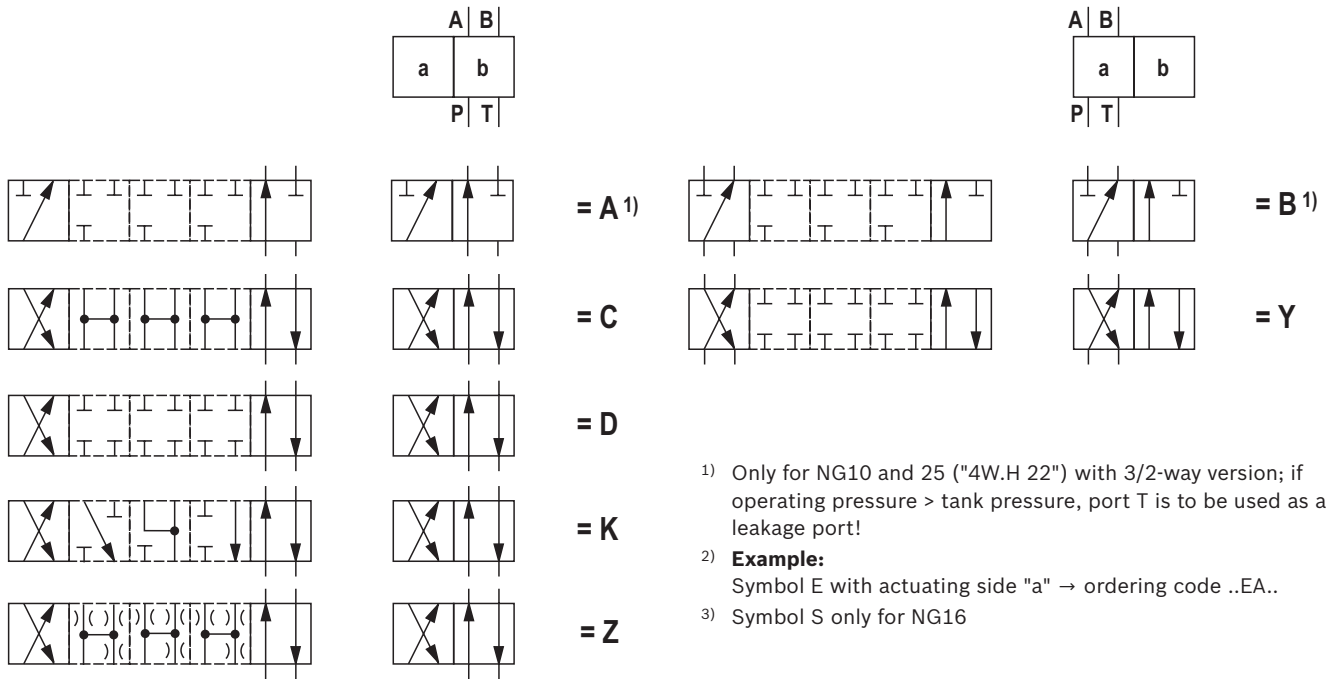 A B
a b
P T
A B
a b
P T
= A 1)
= B 1)
= C
= Y
= D
= K
= Z
1) Only for NG10 and 25 ("4W.H 22") with 3/2-way version; if
operating pressure > tank pressure, port T is to be used as a
leakage port!
2) Example:
Symbol E with actuating side "a" → ordering code ..EA..
3) Symbol S only for NG16